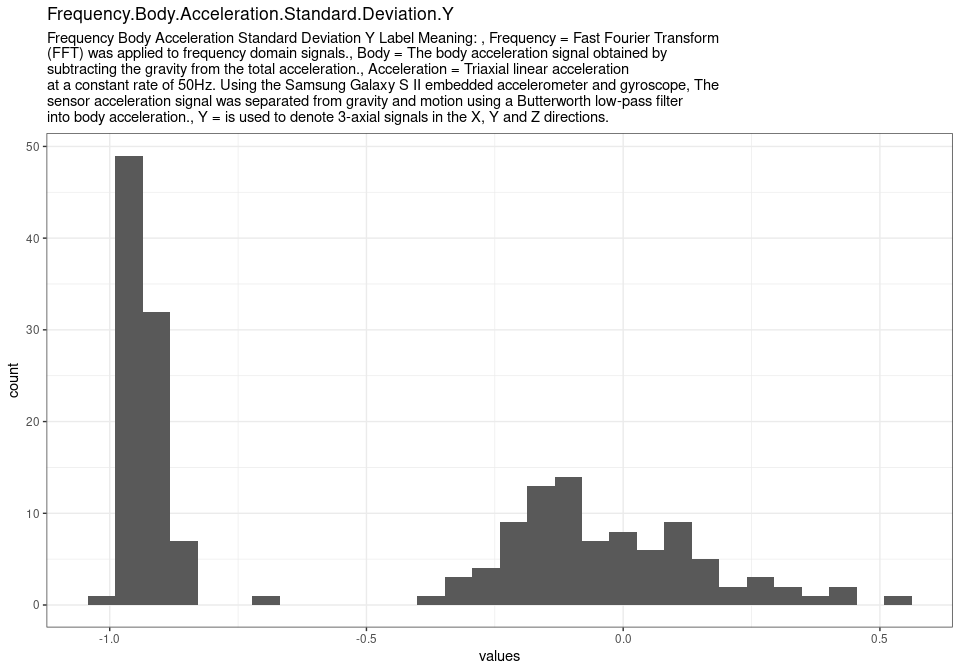 Frequency.Body.Acceleration.Standard.Deviation.Y
Frequency Body Acceleration Standard Deviation Y Label Meaning: , Frequency = Fast Fourier Transform
(FFT) was applied to frequency domain signals., Body = The body acceleration signal obtained by
subtracting the gravity from the total acceleration., Acceleration = Triaxial linear acceleration
at a constant rate of 50Hz. Using the Samsung Galaxy S II embedded accelerometer and gyroscope, The
sensor acceleration signal was separated from gravity and motion using a Butterworth low-pass filter
into body acceleration., Y = is used to denote 3-axial signals in the X, Y and Z directions.
50
40
30
20
10
0
count
-1.0
-0.5
0.0
0.5
values